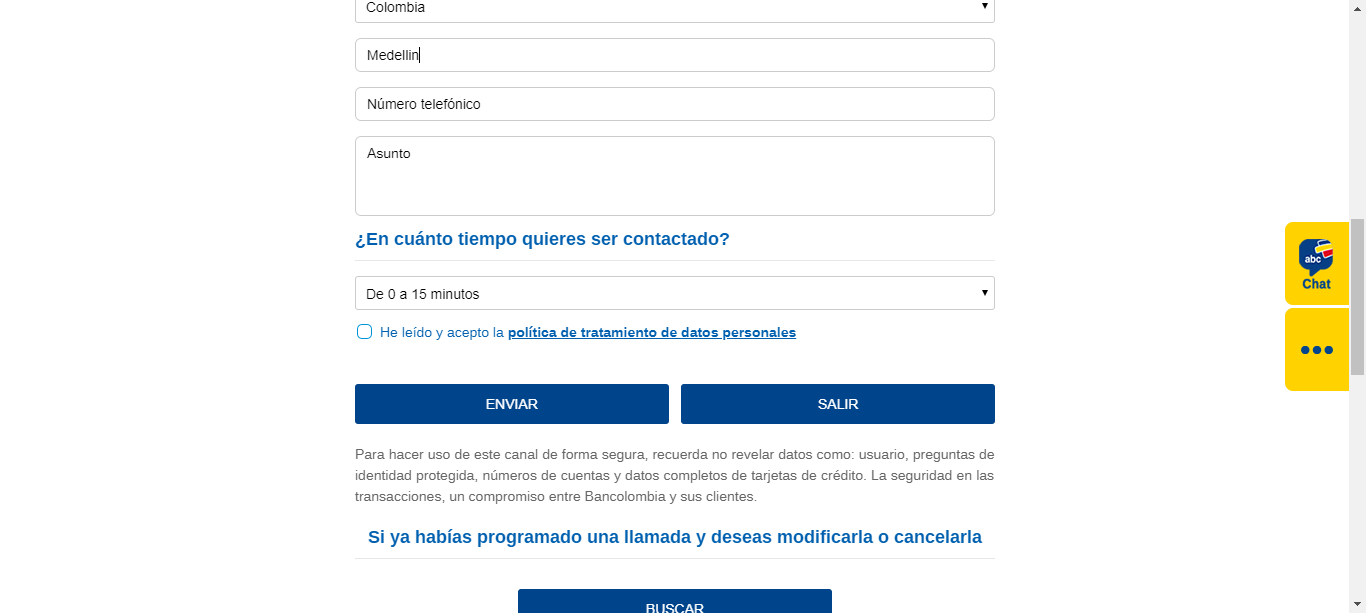 Colombia
Medellin
Número telefónico
Asunto
¿En cuánto tiempo quieres ser contactado?
De 0 a 15 minutos
He leído y acepto la política de tratamiento de datos personales
ENVIAR
SALIR
Para hacer uso de este canal de forma segura, recuerda no revelar datos como: usuario, preguntas de
identidad protegida, números de cuentas y datos completos de tarjetas de crédito. La seguridad en las
transacciones, un compromiso entre Bancolombia y sus clientes.
Si ya habías programado una llamada y deseas modificarla o cancelarla
BUSCAR
abc
Chat